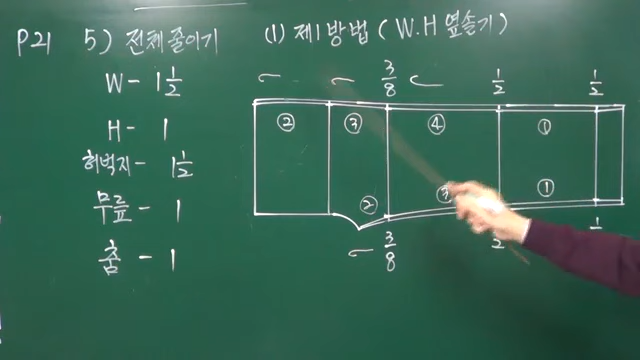 P21 5) 전체 줄이기 (1) 제1방법 (W.H 옆솔기)
W - 1 1/2
H - 1
허벅지 - 1 1/2
무릎 - 1
춤 - 1
3/8 1/2 1/2
② ③ ④ ①
② ③ ①
3/8 2 1